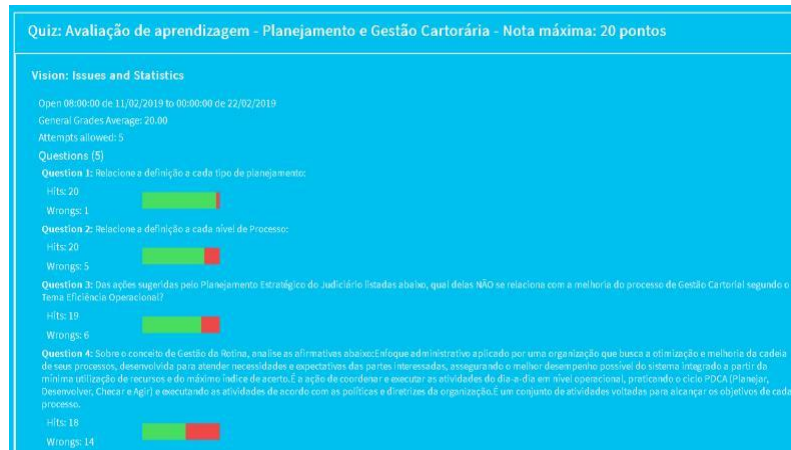 Quiz: Avaliação de aprendizagem - Planejamento e Gestão Cartorária - Nota máxima: 20 pontos
Vision: Issues and Statistics
Open 08:00:00 de 11/02/2019 to 00:00:00 de 22/02/2019
General Grades Average: 20.00
Attempts allowed: 5
Questions (5)
Question 1: Relacione a definição a cada tipo de planejamento:
Hits: 20
Wrongs: 1
Question 2: Relacione a definição a cada nível de Processo:
Hits: 20
Wrongs: 5
Question 3: Das ações sugeridas pelo Planejamento Estratégico do Judiciário listadas abaixo, qual delas NÃO se relaciona com a melhoria do processo de Gestão Cartorial segundo o
Tema Eficiência Operacional?
Hits: 19
Wrongs: 6
Question 4: Sobre o conceito de Gestão da Rotina, analise as afirmativas abaixo:Enfoque administrativo aplicado por uma organização que busca a otimização e melhoria da cadeia
de seus processos, desenvolvida para atender necessidades e expectativas das partes interessadas, assegurando o melhor desempenho possível do sistema integrado a partir da
mínima utilização de recursos e do máximo índice de acerto.É a ação de coordenar e executar as atividades do dia-a-dia em nível operacional, praticando o ciclo PDCA (Planejar,
Desenvolver, Checar e Agir) e executando as atividades de acordo com as políticas e diretrizes da organização.É um conjunto de atividades voltadas para alcançar os objetivos de cada
processo.
Hits: 18
Wrongs: 14